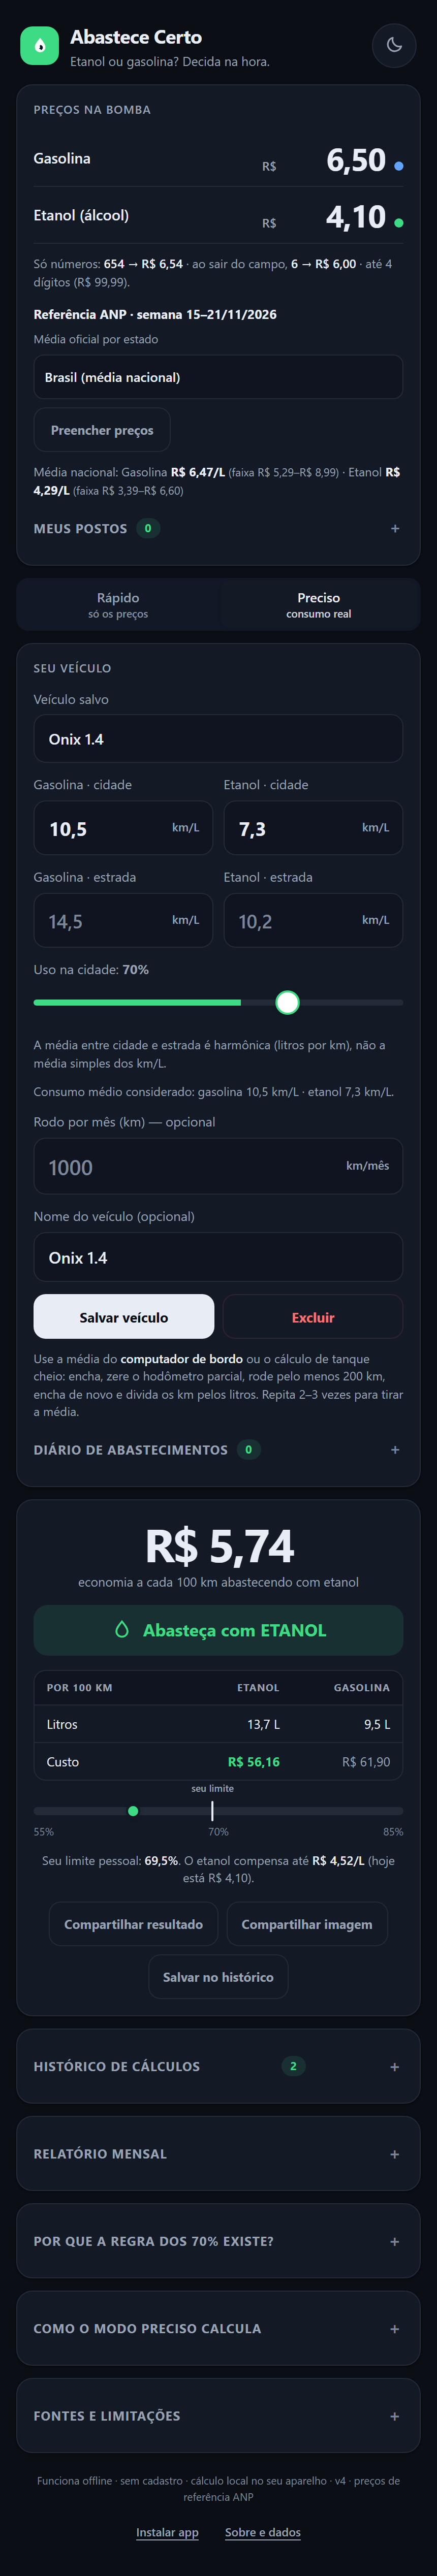 Abastece Certo
Etanol ou gasolina? Decida na hora.
PREÇOS NA BOMBA
Gasolina R$ 6,50
Etanol (álcool) R$ 4,10
Só números: 654 → R$ 6,54 · ao sair do campo, 6 → R$ 6,00 · até 4
dígitos (R$ 99,99).
Referência ANP · semana 15–21/11/2026
Média oficial por estado
Brasil (média nacional)
Preencher preços
Média nacional: Gasolina R$ 6,47/L (faixa R$ 5,29–R$ 8,99) · Etanol R$
4,29/L (faixa R$ 3,39–R$ 6,60)
MEUS POSTOS 0 +
Rápido Preciso
só os preços consumo real
SEU VEÍCULO
Veículo salvo
Onix 1.4
Gasolina · cidade Etanol · cidade
10,5 km/L 7,3 km/L
Gasolina · estrada Etanol · estrada
14,5 km/L 10,2 km/L
Uso na cidade: 70%
A média entre cidade e estrada é harmônica (litros por km), não a
média simples dos km/L.
Consumo médio considerado: gasolina 10,5 km/L · etanol 7,3 km/L.
Rodo por mês (km) — opcional
1000 km/mês
Nome do veículo (opcional)
Onix 1.4
Salvar veículo Excluir
Use a média do computador de bordo ou o cálculo de tanque
cheio: encha, zere o hodômetro parcial, rode pelo menos 200 km,
encha de novo e divida os km pelos litros. Repita 2–3 vezes para tirar
a média.
DIÁRIO DE ABASTECIMENTOS 0 +
R$ 5,74
economia a cada 100 km abastecendo com etanol
Abasteça com ETANOL
POR 100 KM ETANOL GASOLINA
Litros 13,7 L 9,5 L
Custo R$ 56,16 R$ 61,90
seu limite
55% 70% 85%
Seu limite pessoal: 69,5%. O etanol compensa até R$ 4,52/L (hoje
está R$ 4,10).
Compartilhar resultado Compartilhar imagem
Salvar no histórico
HISTÓRICO DE CÁLCULOS 2 +
RELATÓRIO MENSAL +
POR QUE A REGRA DOS 70% EXISTE? +
COMO O MODO PRECISO CALCULA +
FONTES E LIMITAÇÕES +
Funciona offline · sem cadastro · cálculo local no seu aparelho · v4 · preços de
referência ANP
Instalar app Sobre e dados